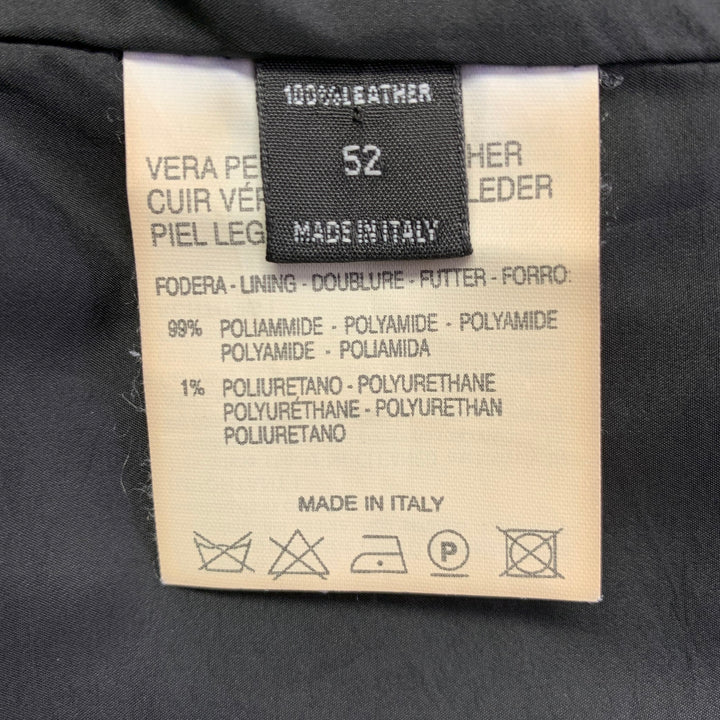 100%LEATHER
52
MADE IN ITALY
VERA PE HER
CUIR VÉR LEDER
PIEL LEG
FODERA - LINING - DOUBLURE - FUTTER - FORRO:
99% POLIAMMIDE - POLYAMIDE - POLYAMIDE
POLYAMIDE - POLIAMIDA
1% POLIURETANO - POLYURETHANE
POLYURÉTHANE - POLYURETHAN
POLIURETANO
MADE IN ITALY
P